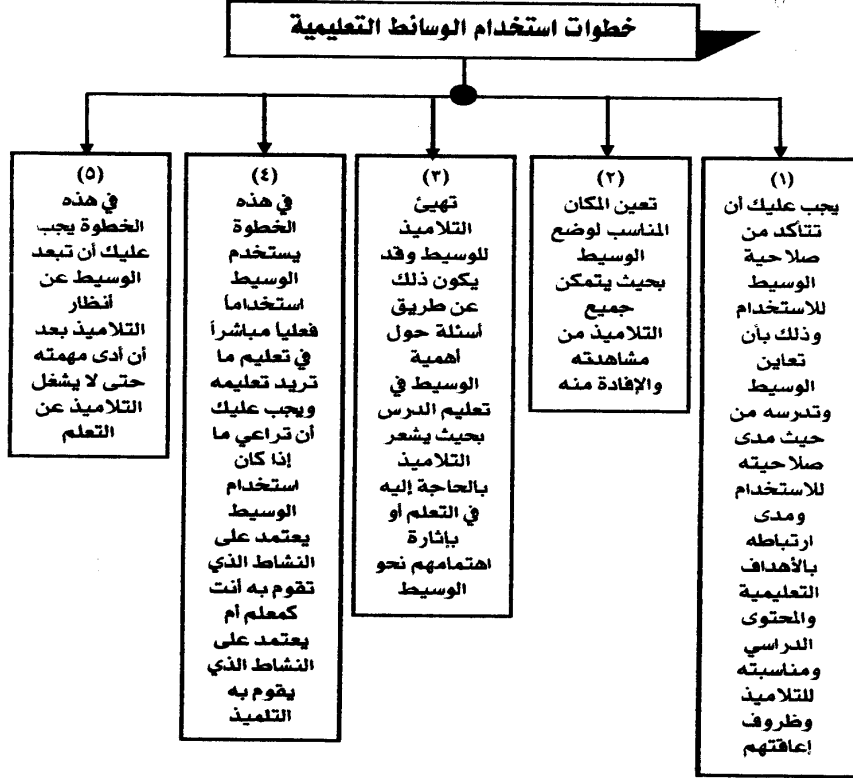 خطوات استخدام الوسائط التعليمية
(١)
يجب عليك أن
تتأكد من
صلاحية
الوسيط
للاستخدام
وذلك بأن
تعاين
الوسيط
وتدرسه من
حيث مدى
صلاحيته
للاستخدام
ومدى
ارتباطه
بالأهداف
التعليمية
والمحتوى
الدراسي
ومناسبته
للتلاميذ
وظروف
إعاقتهم
(٢)
تعين المكان
المناسب لوضع
الوسيط
بحيث يتمكن
جميع
التلاميذ من
مشاهدته
والإفادة منه
(٣)
تهيئ
التلاميذ
للوسيط وقد
يكون ذلك
عن طريق
أسئلة حول
أهمية
الوسيط في
تعليم الدرس
بحيث يشعر
التلاميذ
بالحاجة إليه
في التعلم أو
بإثارة
اهتمامهم نحو
الوسيط
(٤)
في هذه
الخطوة
يستخدم
الوسيط
استخداماً
فعلياً مباشراً
في تعليم ما
تريد تعليمه
ويجب عليك
أن تراعي ما
إذا كان
استخدام
الوسيط
يعتمد على
النشاط الذي
تقوم به أنت
كمعلم أم
يعتمد على
النشاط الذي
يقوم به
التلميذ
(٥)
في هذه
الخطوة يجب
عليك أن تبعد
الوسيط عن
أنظار
التلاميذ بعد
أن أدى مهمته
حتى لا يشغل
التلاميذ عن
التعلم